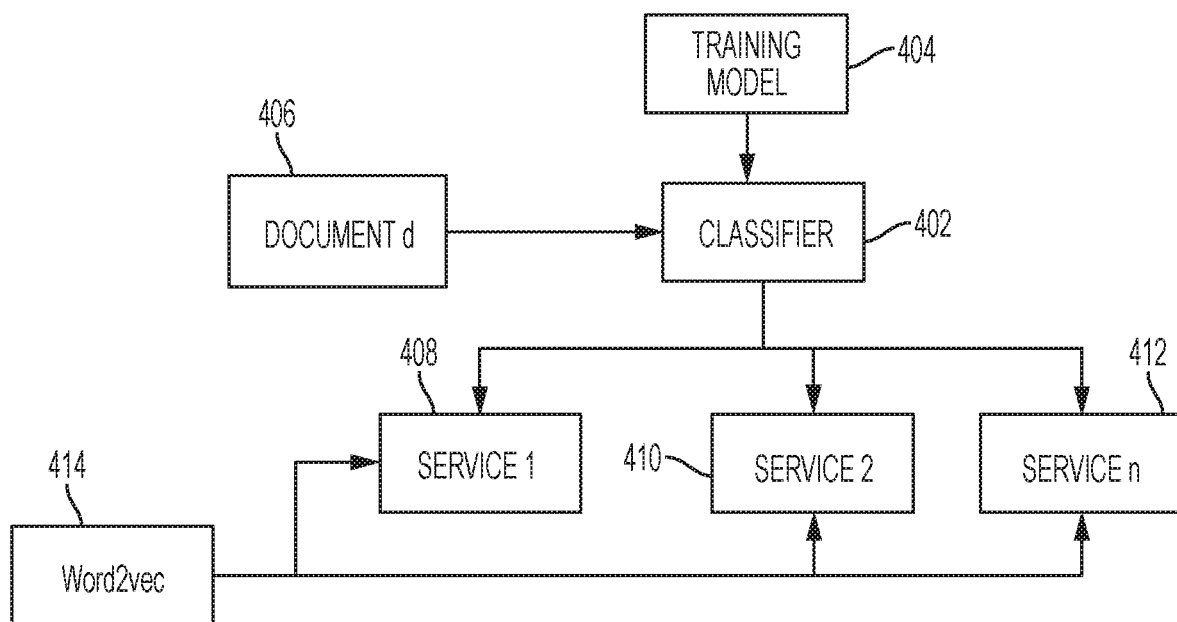 TRAINING
MODEL
404
406
DOCUMENT d
CLASSIFIER
402
408
412
SERVICE 1
410
SERVICE 2
SERVICE n
414
Word2vec